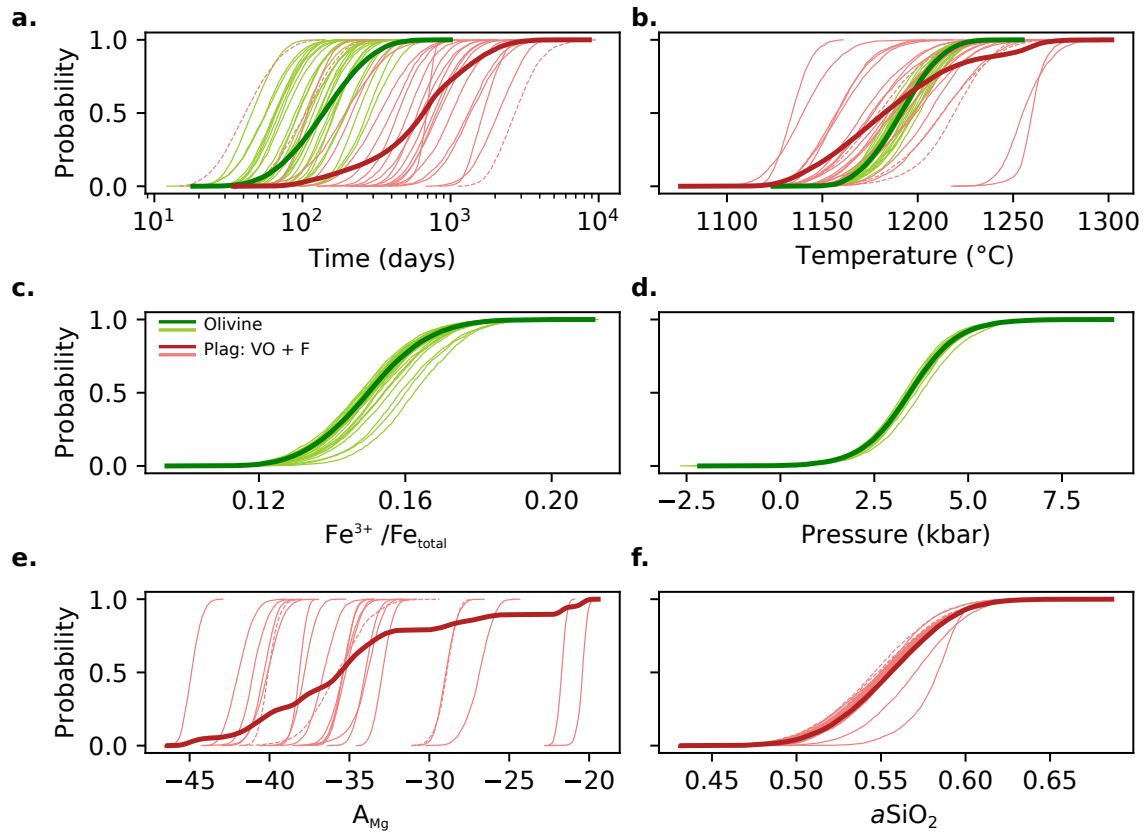 a.
Probability
1.0
0.5
0.0
10¹ 10² 10³ 10⁴
Time (days)
b.
1100 1150 1200 1250 1300
Temperature (°C)
c.
Probability
1.0
0.5
0.0
Olivine
Plag: VO + F
0.12 0.16 0.20
Fe³⁺ /Fe_total
d.
−2.5 0.0 2.5 5.0 7.5
Pressure (kbar)
e.
Probability
1.0
0.5
0.0
−45 −40 −35 −30 −25 −20
A_Mg
f.
0.45 0.50 0.55 0.60 0.65
aSiO₂